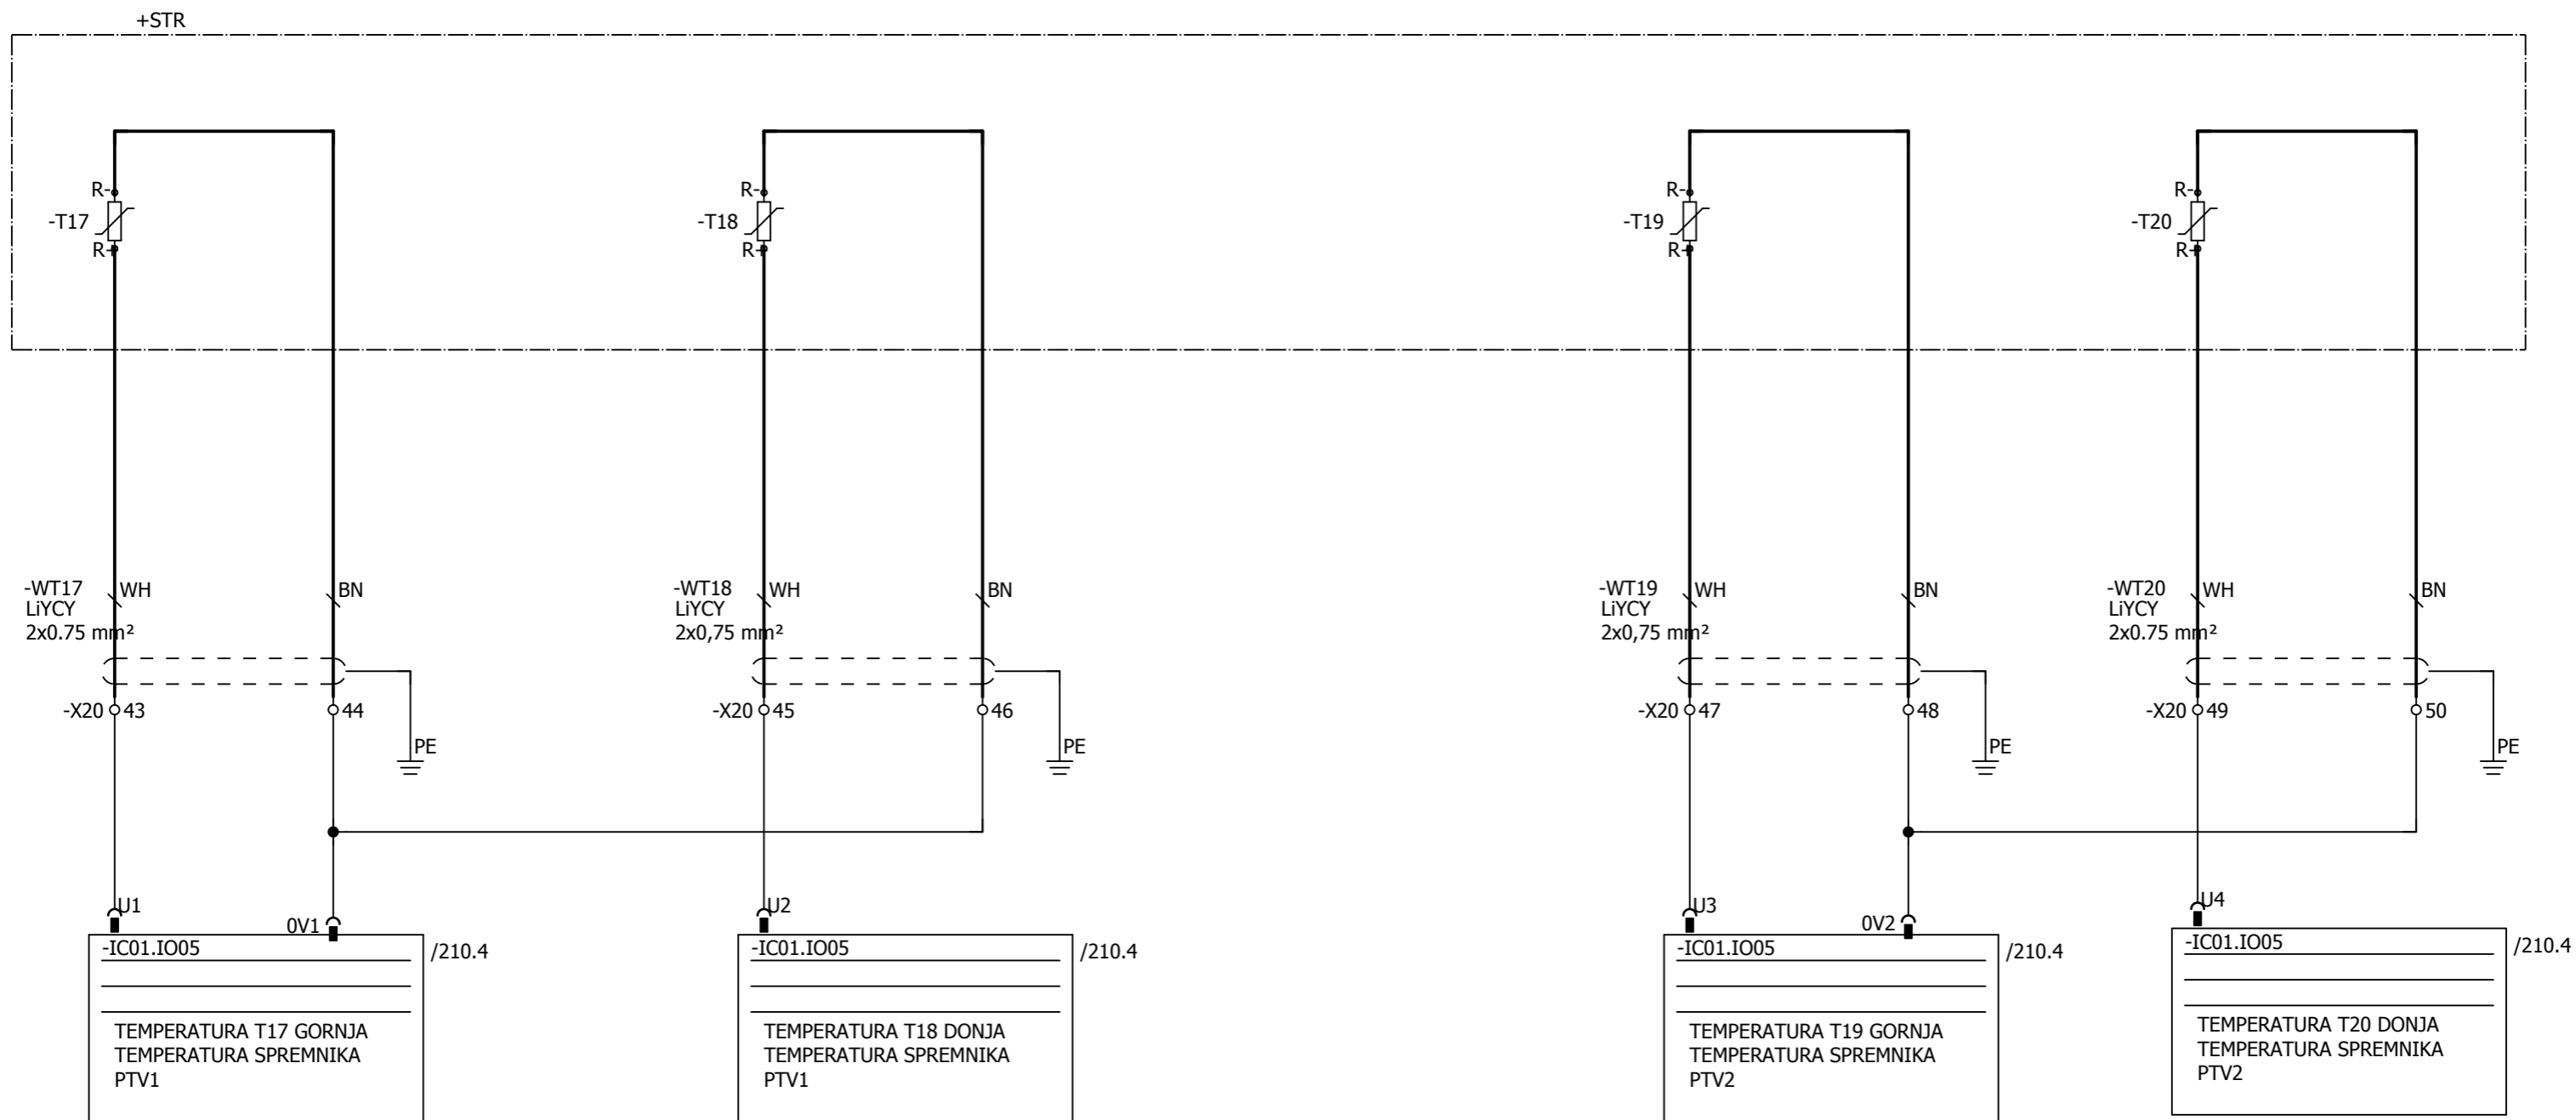 +STR
R- R- R- R-
-T17 -T18 -T19 -T20
R+ R+ R+ R+
-WT17 WH BN -WT18 WH BN -WT19 WH BN -WT20 WH BN
LiYCY LiYCY LiYCY LiYCY
2x0.75 mm² 2x0,75 mm² 2x0,75 mm² 2x0.75 mm²
-X20 43 44 -X20 45 46 -X20 47 48 -X20 49 50
PE PE PE PE
U1 0V1 U2 U3 0V2 U4
-IC01.IO05 /210.4 -IC01.IO05 /210.4 -IC01.IO05 /210.4 -IC01.IO05 /210.4
TEMPERATURA T17 GORNJA
TEMPERATURA SPREMNIKA
PTV1
TEMPERATURA T18 DONJA
TEMPERATURA SPREMNIKA
PTV1
TEMPERATURA T19 GORNJA
TEMPERATURA SPREMNIKA
PTV2
TEMPERATURA T20 DONJA
TEMPERATURA SPREMNIKA
PTV2